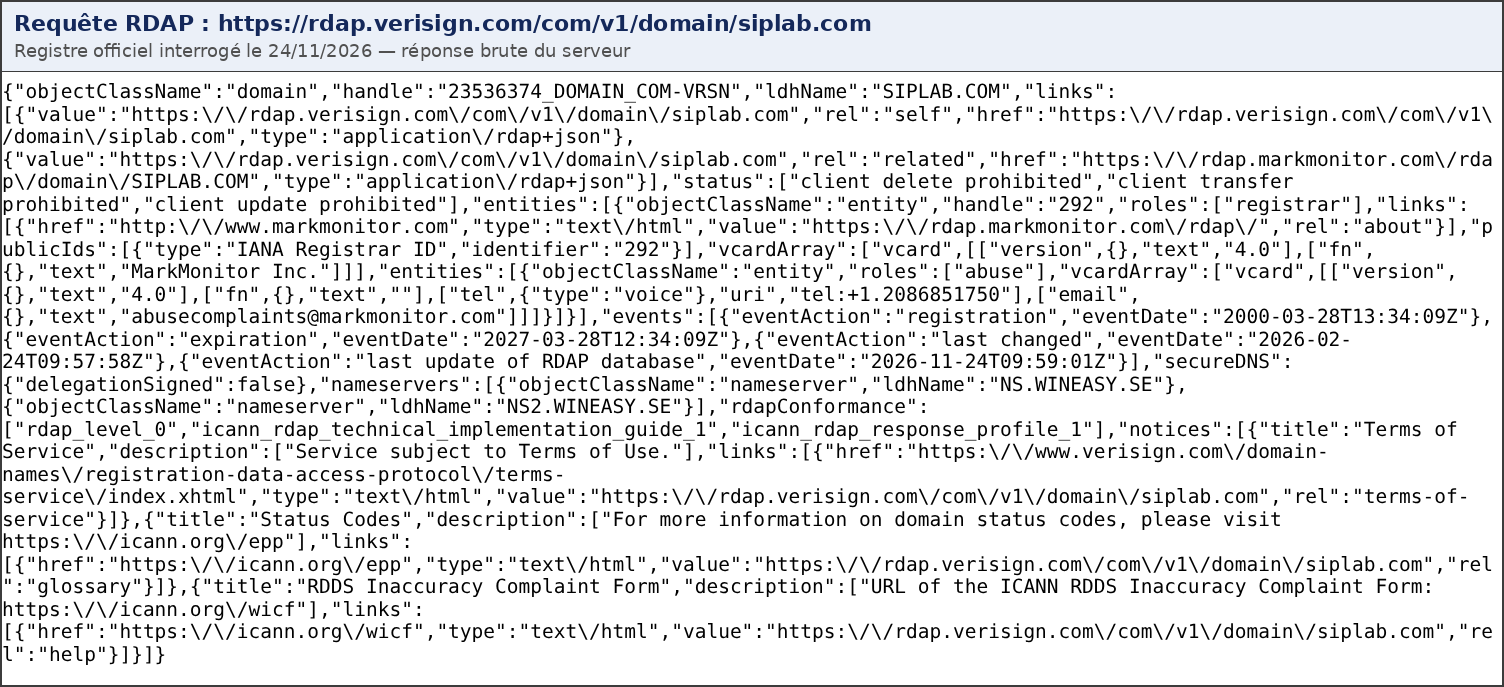 Requête RDAP : https://rdap.verisign.com/com/v1/domain/siplab.com
Registre officiel interrogé le 24/11/2026 — réponse brute du serveur
{"objectClassName":"domain","handle":"23536374_DOMAIN_COM-VRSN","ldhName":"SIPLAB.COM","links":
[{"value":"https:\/\/rdap.verisign.com\/com\/v1\/domain\/siplab.com","rel":"self","href":"https:\/\/rdap.verisign.com\/com\/v1\
/domain\/siplab.com","type":"application\/rdap+json"},
{"value":"https:\/\/rdap.verisign.com\/com\/v1\/domain\/siplab.com","rel":"related","href":"https:\/\/rdap.markmonitor.com\/rda
p\/domain\/SIPLAB.COM","type":"application\/rdap+json"}],"status":["client delete prohibited","client transfer
prohibited","client update prohibited"],"entities":[{"objectClassName":"entity","handle":"292","roles":["registrar"],"links":
[{"href":"http:\/\/www.markmonitor.com","type":"text\/html","value":"https:\/\/rdap.markmonitor.com\/rdap\/","rel":"about"}],"p
ublicIds":[{"type":"IANA Registrar ID","identifier":"292"}],"vcardArray":["vcard",[["version",{},"text","4.0"],["fn",
{},"text","MarkMonitor Inc."]]],"entities":[{"objectClassName":"entity","roles":["abuse"],"vcardArray":["vcard",[["version",
{},"text","4.0"],["fn",{},"text",""],["tel",{"type":"voice"},"uri","tel:+1.2086851750"],["email",
{},"text","abusecomplaints@markmonitor.com"]]]}]}],"events":[{"eventAction":"registration","eventDate":"2000-03-28T13:34:09Z"},
{"eventAction":"expiration","eventDate":"2027-03-28T12:34:09Z"},{"eventAction":"last changed","eventDate":"2026-02-
24T09:57:58Z"},{"eventAction":"last update of RDAP database","eventDate":"2026-11-24T09:59:01Z"}],"secureDNS":
{"delegationSigned":false},"nameservers":[{"objectClassName":"nameserver","ldhName":"NS.WINEASY.SE"},
{"objectClassName":"nameserver","ldhName":"NS2.WINEASY.SE"}],"rdapConformance":
["rdap_level_0","icann_rdap_technical_implementation_guide_1","icann_rdap_response_profile_1"],"notices":[{"title":"Terms of
Service","description":["Service subject to Terms of Use."],"links":[{"href":"https:\/\/www.verisign.com\/domain-
names\/registration-data-access-protocol\/terms-
service\/index.xhtml","type":"text\/html","value":"https:\/\/rdap.verisign.com\/com\/v1\/domain\/siplab.com","rel":"terms-of-
service"}]},{"title":"Status Codes","description":["For more information on domain status codes, please visit
https:\/\/icann.org\/epp"],"links":
[{"href":"https:\/\/icann.org\/epp","type":"text\/html","value":"https:\/\/rdap.verisign.com\/com\/v1\/domain\/siplab.com","rel
":"glossary"}]},{"title":"RDDS Inaccuracy Complaint Form","description":["URL of the ICANN RDDS Inaccuracy Complaint Form:
https:\/\/icann.org\/wicf"],"links":
[{"href":"https:\/\/icann.org\/wicf","type":"text\/html","value":"https:\/\/rdap.verisign.com\/com\/v1\/domain\/siplab.com","re
l":"help"}]}]}